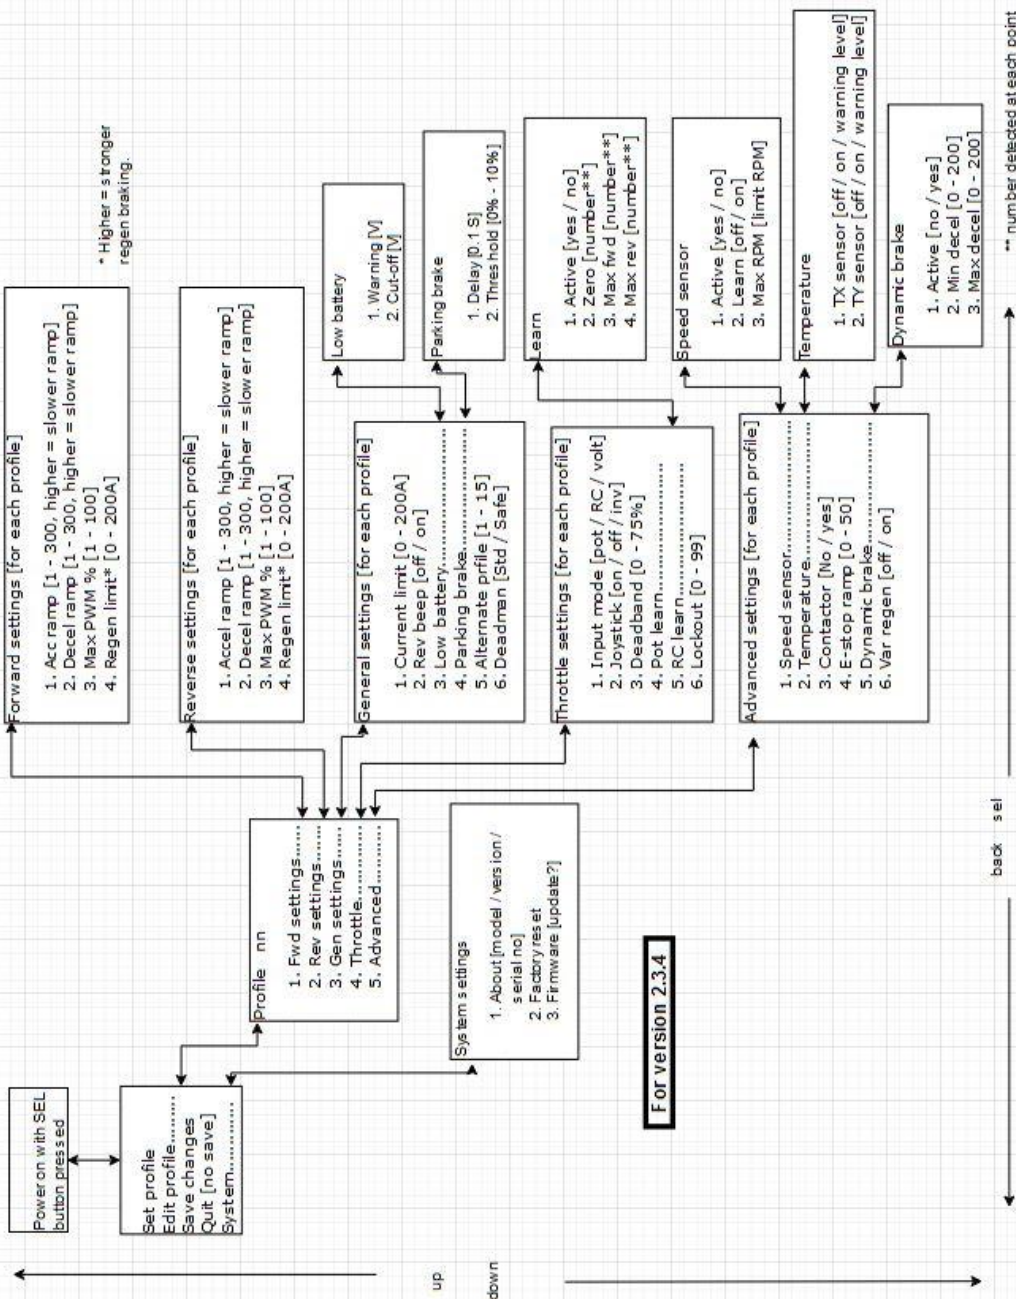 Power on with SEL
button pressed
Set profile
Edit profile.........
Save changes
Quit [no save]
System.............
Profile nn
1. Fwd settings......
2. Rev settings......
3. Gen settings......
4. Throttle.............
5. Advanced...........
System settings
1. About [model / version /
serial no]
2. Factory reset
3. Firmware [update?]
For version 2.3.4
Forward settings [for each profile]
1. Acc ramp [1 - 300, higher = slower ramp]
2. Decel ramp [1 - 300, higher = slower ramp]
3. Max PWM % [1 - 100]
4. Regen limit* [0 - 200A]
* Higher = stronger
regen braking.
Reverse settings [for each profile]
1. Accel ramp [1 - 300, higher = slower ramp]
2. Decel ramp [1 - 300, higher = slower ramp]
3. Max PWM % [1 - 100]
4. Regen limit* [0 - 200A]
General settings [for each profile]
1. Current limit [0 - 200A]
2. Rev beep [off / on]
3. Low battery..........................
4. Parking brake.......................
5. Alternate prfile [1 - 15]
6. Deadman [Std / Safe]
Low battery
1. Warning [V]
2. Cut-off [V]
Parking brake
1. Delay [0.1 S]
2. Threshold [0% - 10%]
Throttle settings [for each profile]
1. Input mode [pot / RC / volt]
2. Joystick [on / off / inv]
3. Deadband [0 - 75%]
4. Pot learn...........................
5. RC learn...........................
6. Lockout [0 - 99]
Learn
1. Active [yes / no]
2. Zero [number**]
3. Max fwd [number**]
4. Max rev [number**]
Advanced settings [for each profile]
1. Speed sensor......................
2. Temperature.......................
3. Contactor [No / yes]
4. E-stop ramp [0 - 50]
5. Dynamic brake.....................
6. Var regen [off / on]
Speed sensor
1. Active [yes / no]
2. Learn [off / on]
3. Max RPM [limit RPM]
Temperature
1. TX sensor [off / on / warning level]
2. TY sensor [off / on / warning level]
Dynamic brake
1. Active [no / yes]
2. Min decel [0 - 200]
3. Max decel [0 - 200]
** number detected at each point
up
down
back sel